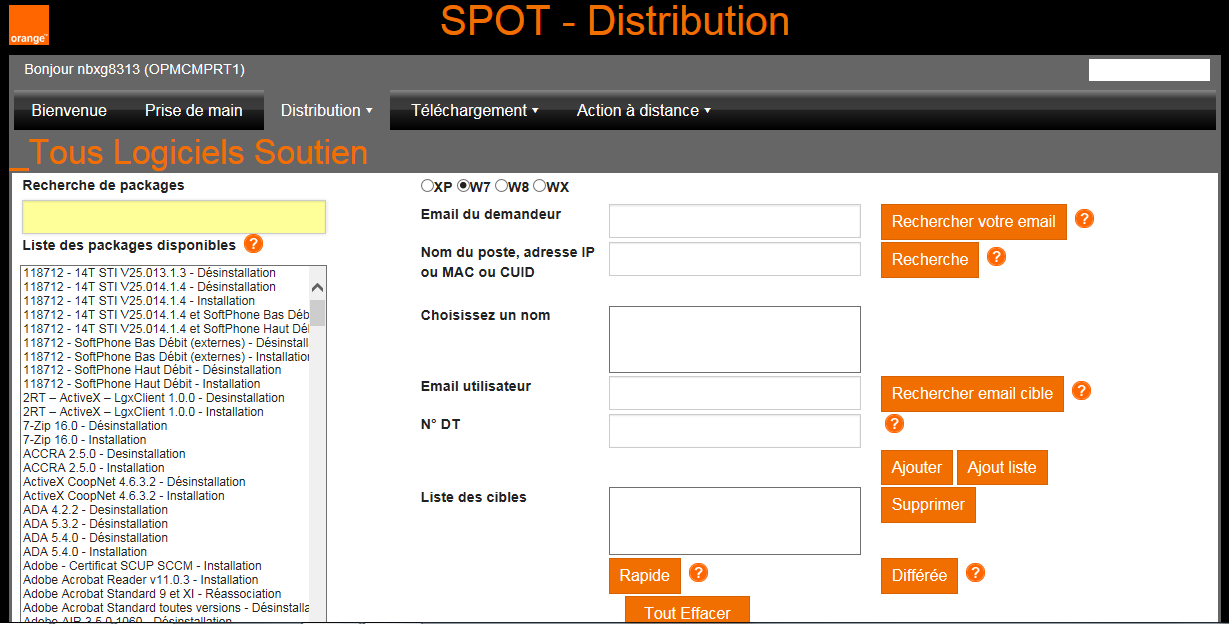 SPOT - Distribution
orange™
Bonjour nbxg8313 (OPMCMPRT1)
Bienvenue Prise de main Distribution ▾ Téléchargement ▾ Action à distance ▾
_Tous Logiciels Soutien
Recherche de packages
Liste des packages disponibles ?
118712 - 14T STI V25.013.1.3 - Désinstallation
118712 - 14T STI V25.014.1.4 - Désinstallation
118712 - 14T STI V25.014.1.4 - Installation
118712 - 14T STI V25.014.1.4 et SoftPhone Bas Déb
118712 - 14T STI V25.014.1.4 et SoftPhone Haut Dé
118712 - SoftPhone Bas Débit (externes) - Désinstall
118712 - SoftPhone Bas Débit (externes) - Installation
118712 - SoftPhone Haut Débit - Désinstallation
118712 - SoftPhone Haut Débit - Installation
2RT – ActiveX – LgxClient 1.0.0 - Desinstallation
2RT – ActiveX – LgxClient 1.0.0 - Installation
7-Zip 16.0 - Désinstallation
7-Zip 16.0 - Installation
ACCRA 2.5.0 - Desinstallation
ACCRA 2.5.0 - Installation
ActiveX CoopNet 4.6.3.2 - Désinstallation
ActiveX CoopNet 4.6.3.2 - Installation
ADA 4.2.2 - Desinstallation
ADA 5.3.2 - Désinstallation
ADA 5.4.0 - Désinstallation
ADA 5.4.0 - Installation
Adobe - Certificat SCUP SCCM - Installation
Adobe Acrobat Reader v11.0.3 - Installation
Adobe Acrobat Standard 9 et XI - Réassociation
Adobe Acrobat Standard toutes versions - Désinstalla
Adobe AIR 3.5.0.1060 - Désinstallation
XP W7 W8 WX
Email du demandeur
Rechercher votre email ?
Nom du poste, adresse IP
ou MAC ou CUID
Recherche ?
Choisissez un nom
Email utilisateur
Rechercher email cible ?
N° DT
?
Ajouter Ajout liste
Liste des cibles
Supprimer
Rapide ? Différée ?
Tout Effacer